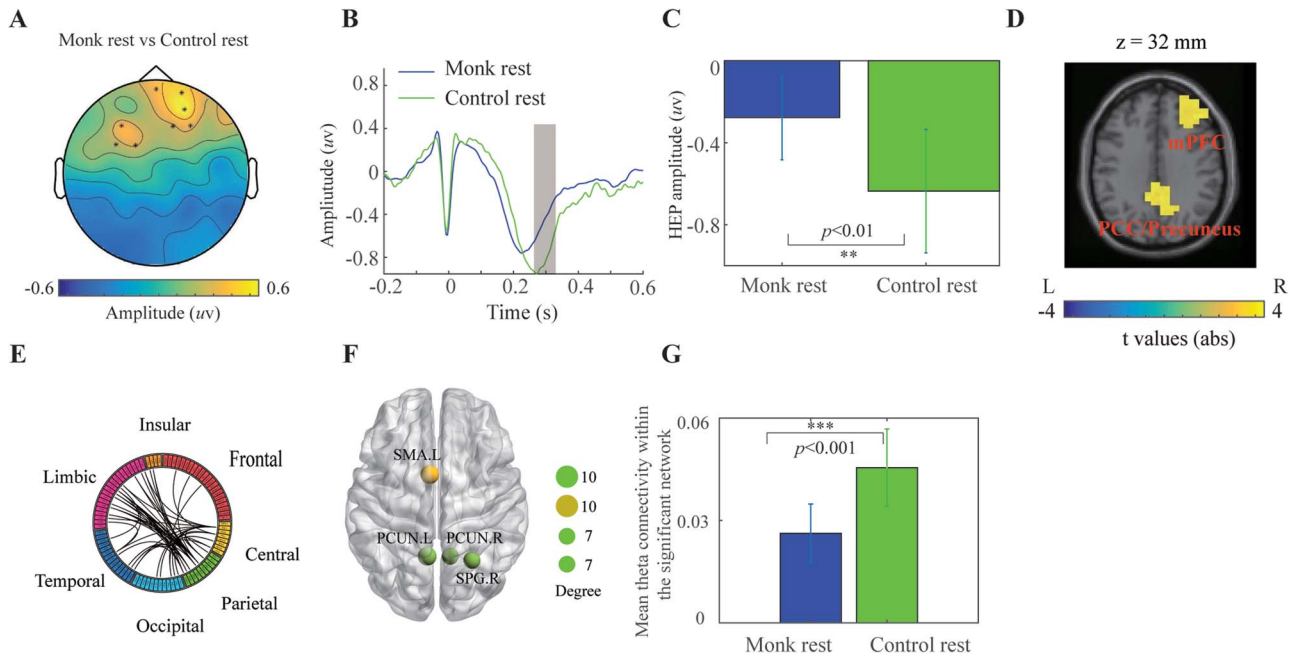 A
Monk rest vs Control rest
-0.6
0.6
Amplitude (uv)
B
Monk rest
Control rest
0.4
0
-0.4
-0.8
Ampliutude (uv)
-0.2
0
0.2
0.4
0.6
Time (s)
C
0
-0.4
-0.8
HEP amplitude (uv)
p<0.01
**
Monk rest
Control rest
D
z = 32 mm
mPFC
PCC/Precuneus
L
R
-4
4
t values (abs)
E
Insular
Frontal
Limbic
Central
Temporal
Parietal
Occipital
F
SMA.L
PCUN.L
PCUN.R
SPG.R
10
10
7
7
Degree
G
0.06
0.03
0
Mean theta connectivity within
the significant network
***
p<0.001
Monk rest
Control rest